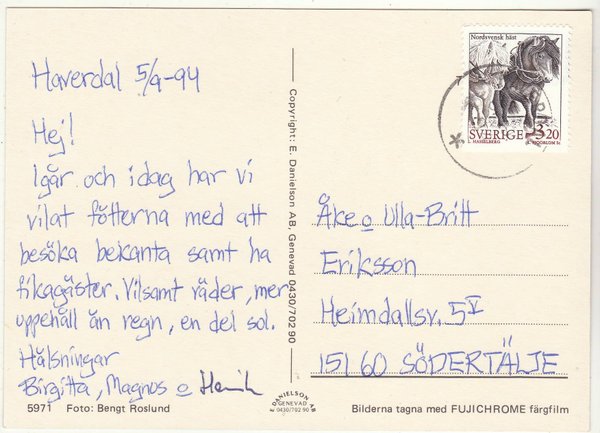 Haverdal 5/9-94
Hej!
Igår och idag har vi
vilat fötterna med att
besöka bekanta samt ha
fikagäster. Vilsamt väder, mer
uppehåll än regn, en del sol.
Hälsningar
Birgitta, Magnus o Henrik
5971 Foto: Bengt Roslund
Copyright: E. Danielson AB, Genevad 0430/702 90
Nordsvensk häst
SVERIGE 3.20
L. HASSELBERG
Åke o Ulla-Britt
Eriksson
Heimdallsv. 5 V
151 60 SÖDERTÄLJE
E. DANIELSON AB
GENEVAD
0430/702 90
Bilderna tagna med FUJICHROME färgfilm